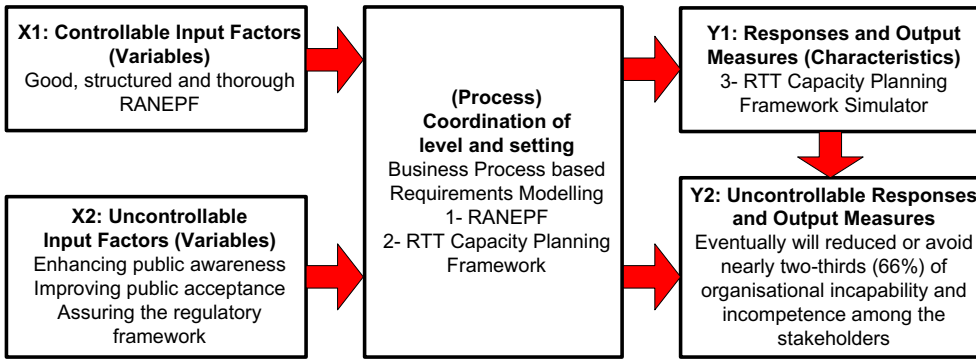 X1: Controllable Input Factors
(Variables)
Good, structured and thorough
RANEPF
X2: Uncontrollable
Input Factors (Variables)
Enhancing public awareness
Improving public acceptance
Assuring the regulatory
framework
(Process)
Coordination of
level and setting
Business Process based
Requirements Modelling
1- RANEPF
2- RTT Capacity Planning
Framework
Y1: Responses and Output
Measures (Characteristics)
3- RTT Capacity Planning
Framework Simulator
Y2: Uncontrollable Responses
and Output Measures
Eventually will reduced or avoid
nearly two-thirds (66%) of
organisational incapability and
incompetence among the
stakeholders